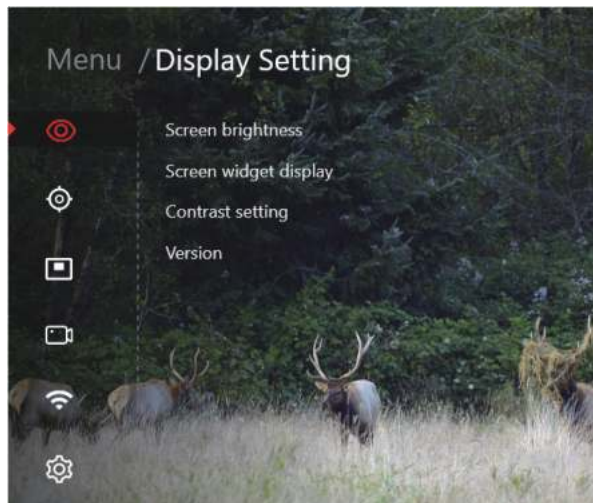 Menu / Display Setting
Screen brightness
Screen widget display
Contrast setting
Version